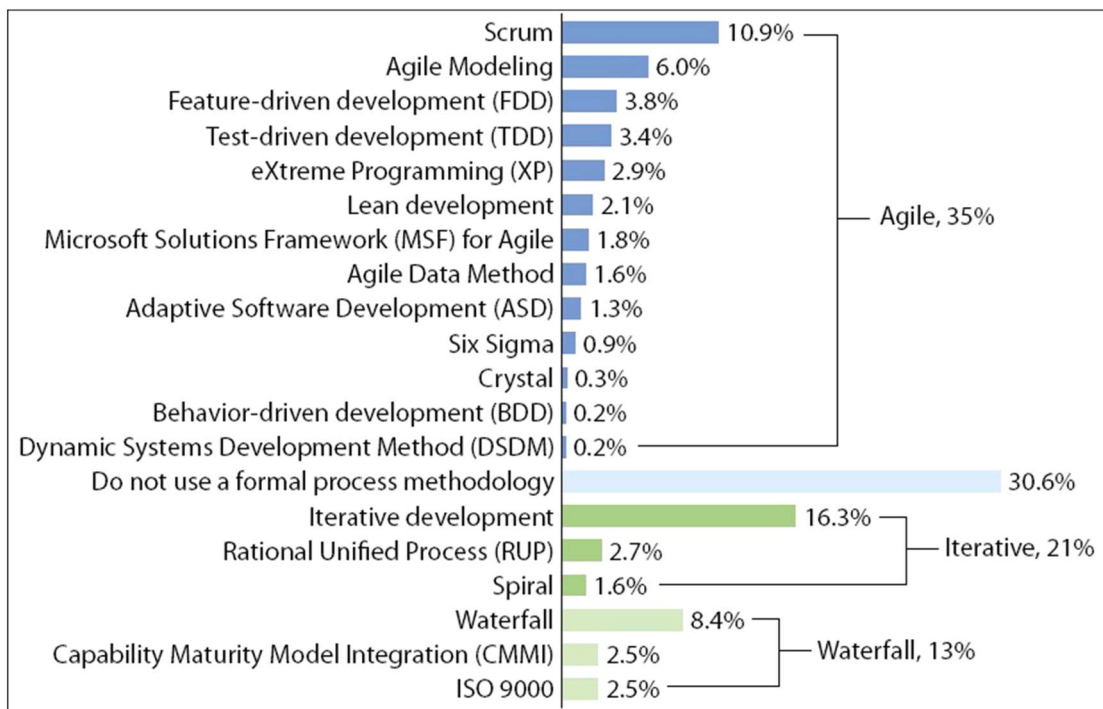 Scrum 10.9%
Agile Modeling 6.0%
Feature-driven development (FDD) 3.8%
Test-driven development (TDD) 3.4%
eXtreme Programming (XP) 2.9%
Lean development 2.1%
Agile, 35%
Microsoft Solutions Framework (MSF) for Agile 1.8%
Agile Data Method 1.6%
Adaptive Software Development (ASD) 1.3%
Six Sigma 0.9%
Crystal 0.3%
Behavior-driven development (BDD) 0.2%
Dynamic Systems Development Method (DSDM) 0.2%
Do not use a formal process methodology 30.6%
Iterative development 16.3%
Rational Unified Process (RUP) 2.7%
Iterative, 21%
Spiral 1.6%
Waterfall 8.4%
Capability Maturity Model Integration (CMMI) 2.5%
Waterfall, 13%
ISO 9000 2.5%